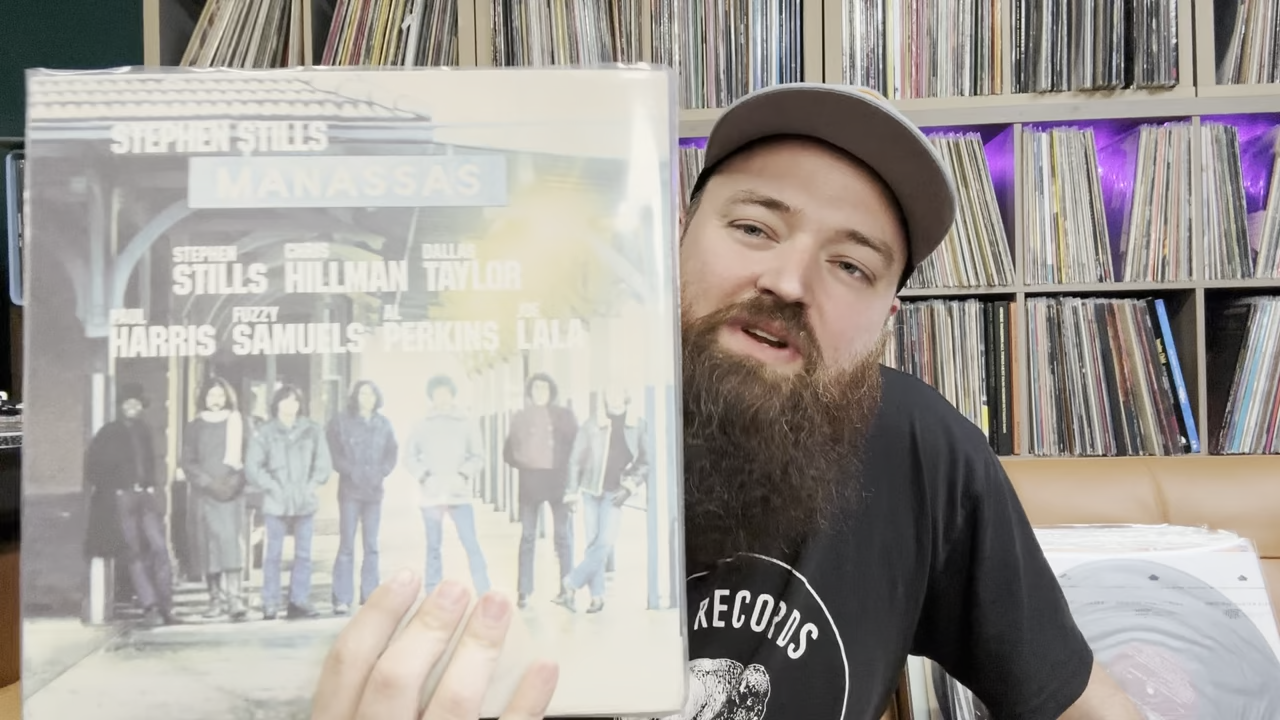 STEPHEN STILLS
MANASSAS
STEPHEN CHRIS DALLAS
STILLS HILLMAN TAYLOR
PAUL FUZZY AL JOE
HARRIS SAMUELS PERKINS LALA
RECORDS